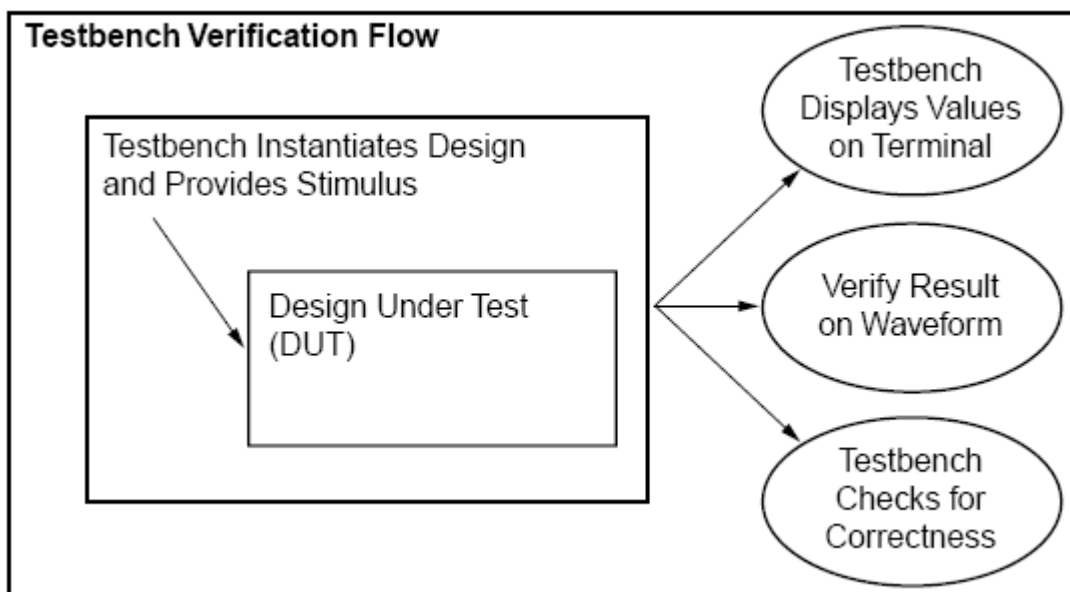 Testbench Verification Flow
Testbench Instantiates Design
and Provides Stimulus
Design Under Test
(DUT)
Testbench
Displays Values
on Terminal
Verify Result
on Waveform
Testbench
Checks for
Correctness